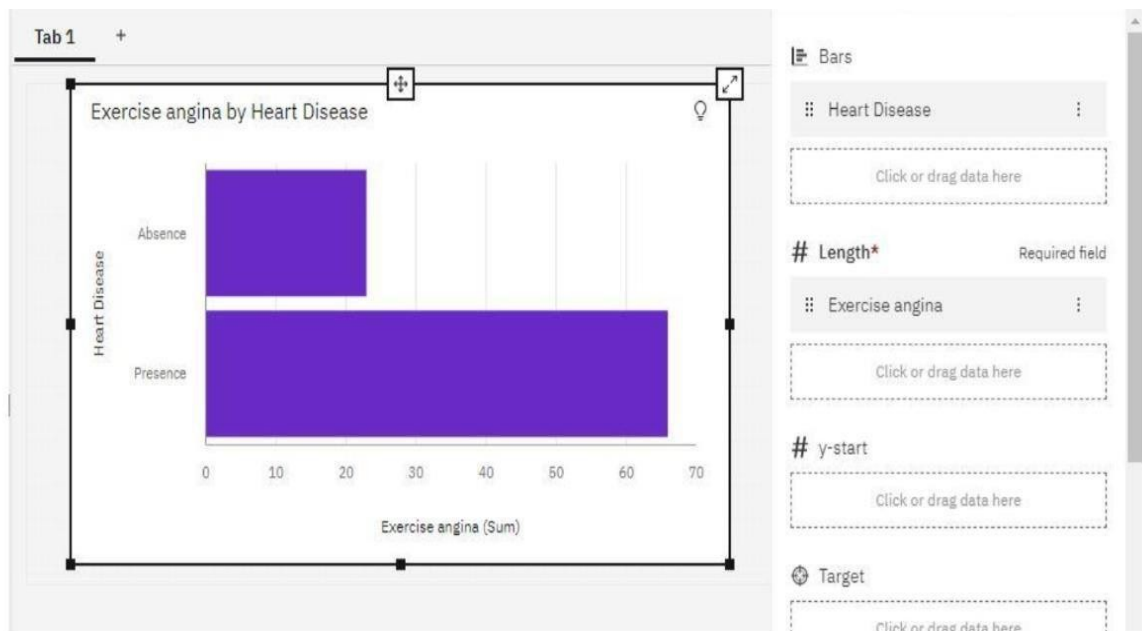 Tab 1 +
Exercise angina by Heart Disease
Heart Disease
Absence
Presence
0 10 20 30 40 50 60 70
Exercise angina (Sum)
Bars
Heart Disease
Click or drag data here
# Length* Required field
Exercise angina
Click or drag data here
# y-start
Click or drag data here
Target
Click or drag data here